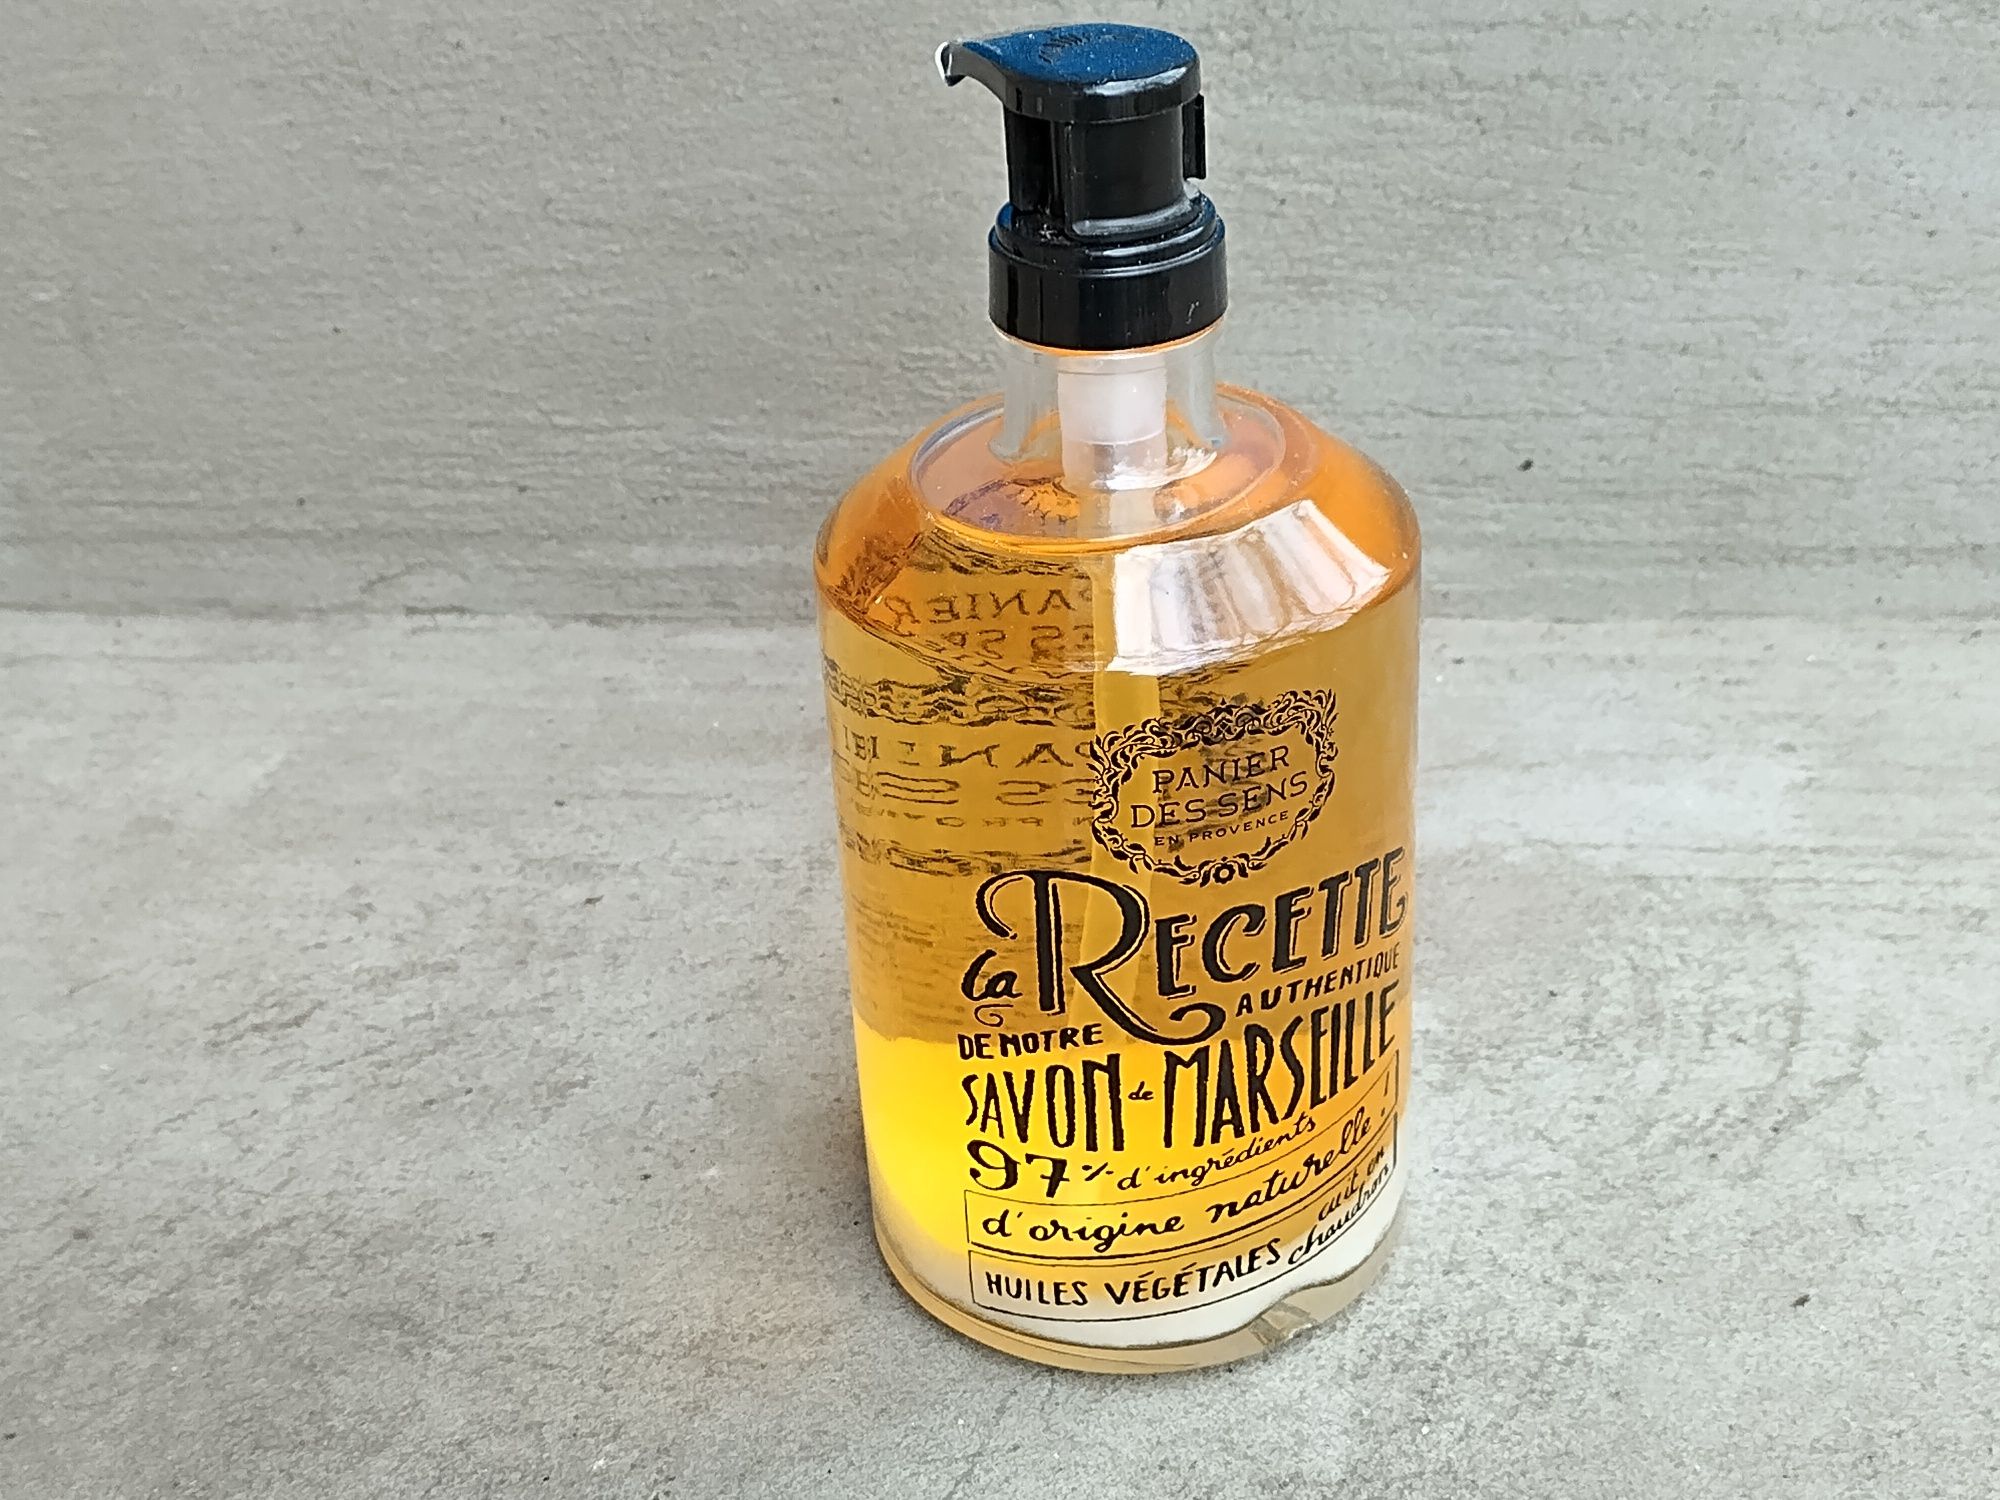 PANIER
DES SENS
EN PROVENCE
La RECETTE
AUTHENTIQUE
DE NOTRE
SAVON de MARSEILLE
97% d'ingrédients
d'origine naturelle !
HUILES VÉGÉTALES cuit en
chaudron